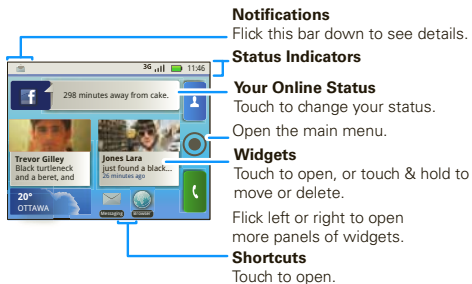 Notifications
Flick this bar down to see details.
Status Indicators
3G
11:46
f
298 minutes away from cake.
Your Online Status
Touch to change your status.
Open the main menu.
Trevor Gilley
Black turtleneck
and a beret, and
Jones Lara
just found a black...
26 minutes ago
Widgets
Touch to open, or touch & hold to
move or delete.
Flick left or right to open
more panels of widgets.
20°
OTTAWA
Messaging
Browser
Shortcuts
Touch to open.